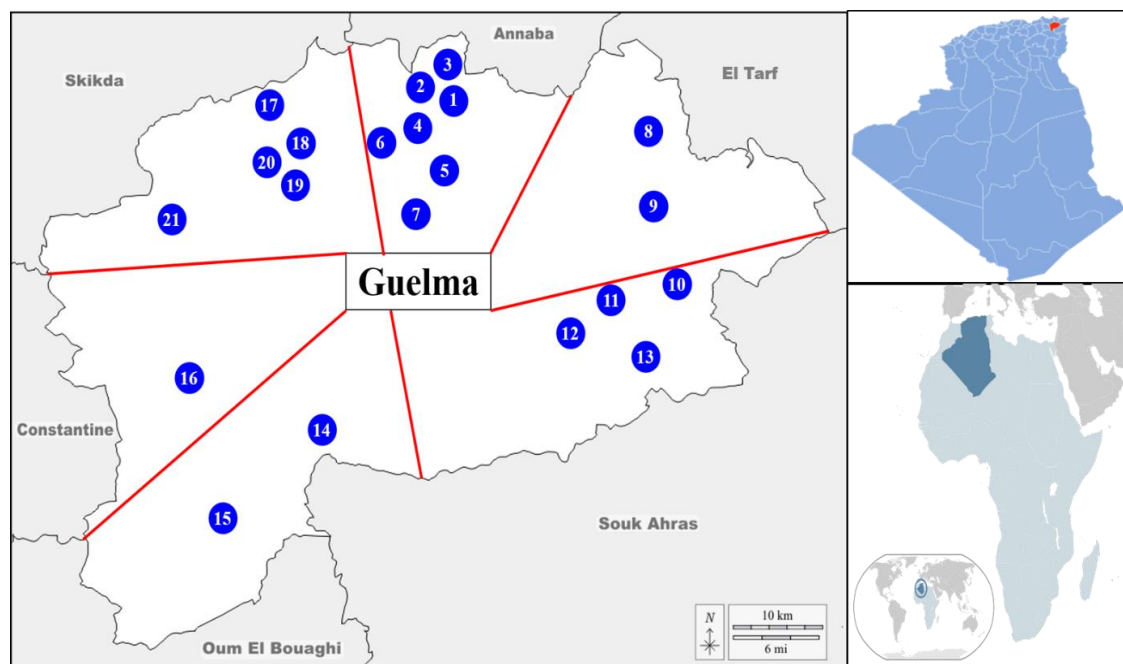 Annaba
Skikda
El Tarf
3
2
1
17
4
8
6
18
20
5
19
9
7
21
Guelma
10
11
12
13
16
Constantine
14
15
Souk Ahras
N
10 km
6 mi
Oum El Bouaghi